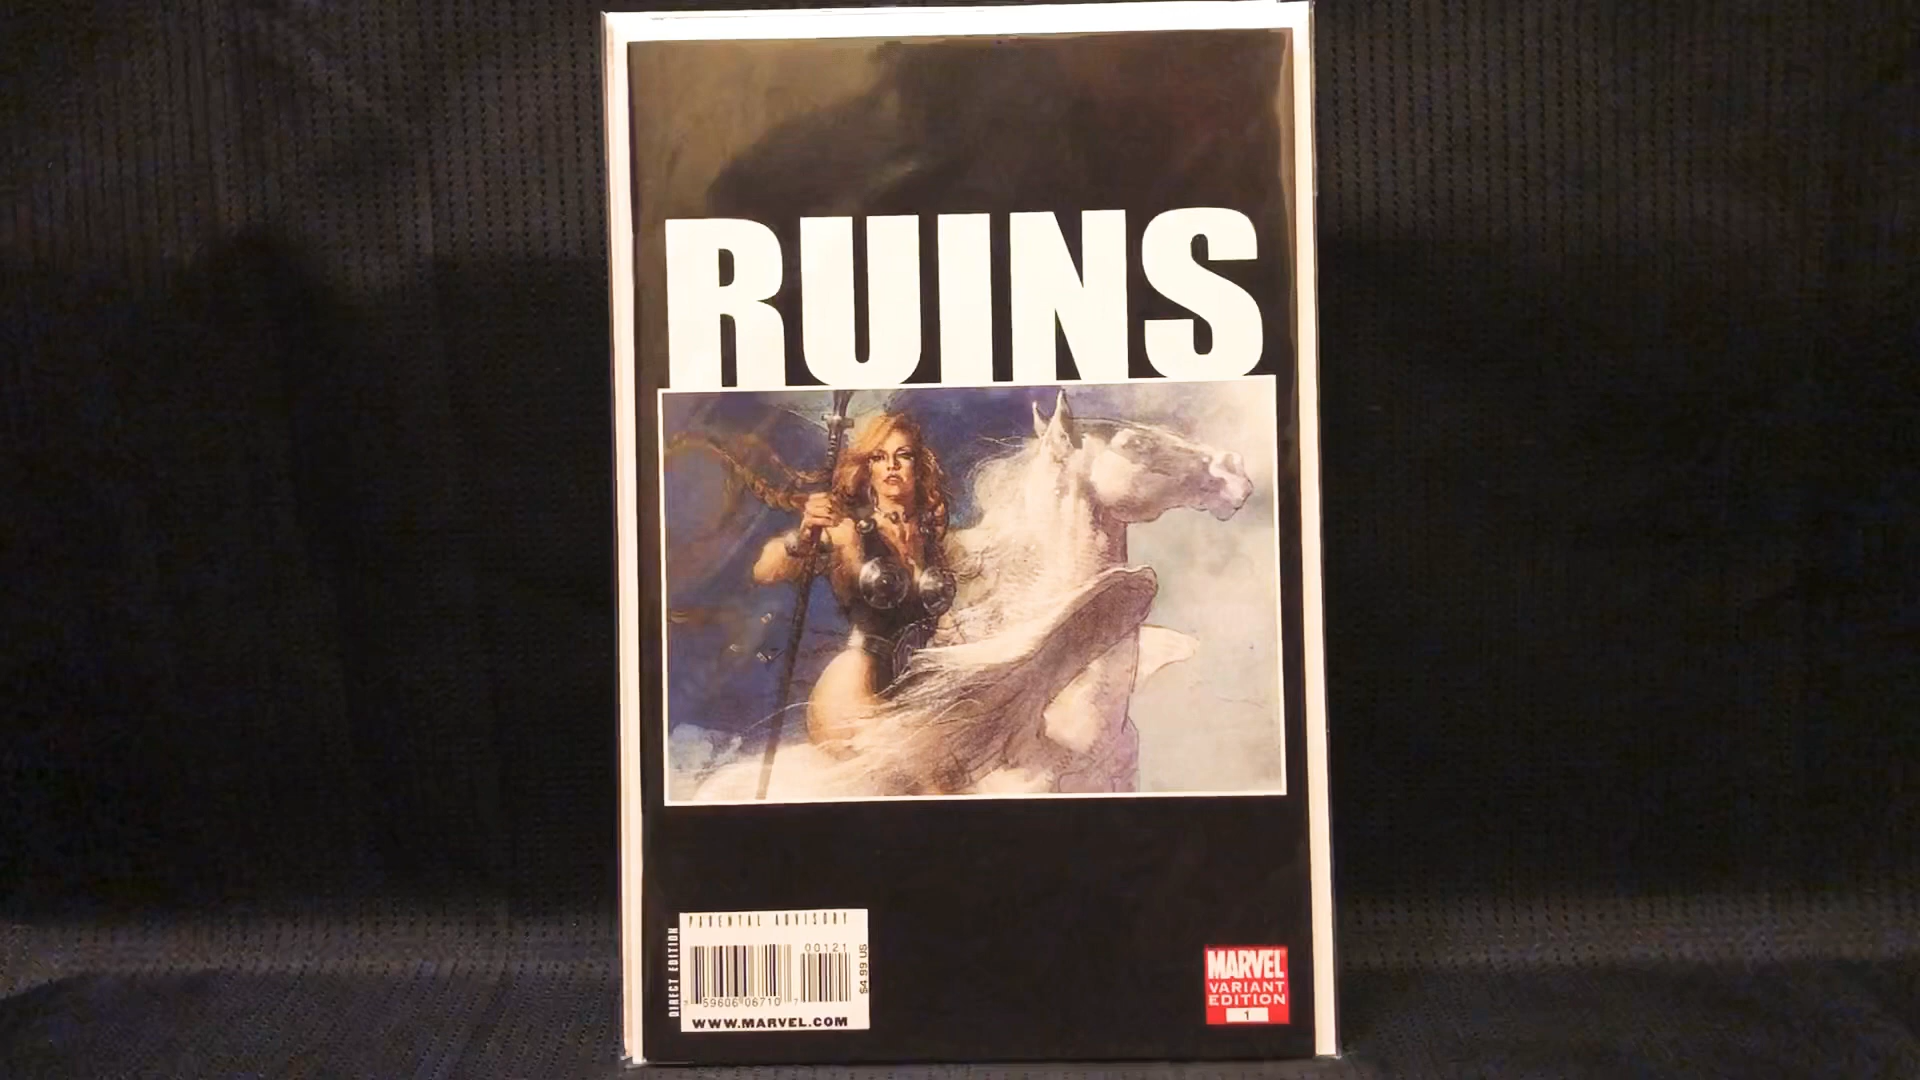 RUINS
PARENTAL ADVISORY
DIRECT EDITION
00121
$4.99 US
7 59606 06710 7
WWW.MARVEL.COM
MARVEL
VARIANT
EDITION
1